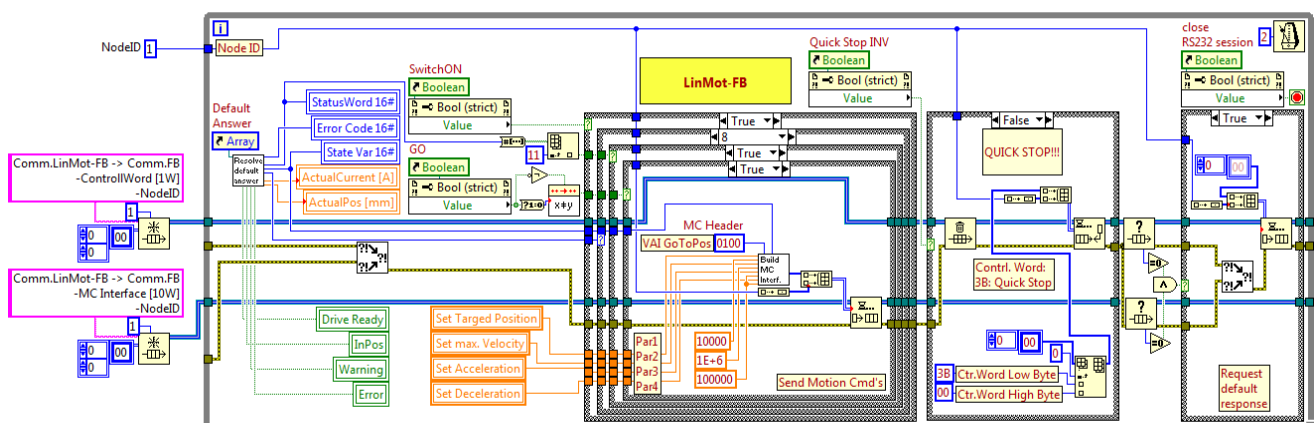 NodeID
1
i
Node ID
Default
Answer
Array
Resolve
default
answer
StatusWord 16#
Error Code 16#
State Var 16#
ActualCurrent [A]
ActualPos [mm]
SwitchON
Boolean
Bool (strict)
Value
GO
Boolean
Bool (strict)
Value
?1:0
x≠y
11
Comm.LinMot-FB -> Comm.FB
-ControllWord [1W]
-NodeID
1
0
0
00
Comm.LinMot-FB -> Comm.FB
-MC Interface [10W]
-NodeID
1
0
0
00
Drive Ready
InPos
Warning
Error
Set Targed Position
Set max. Velocity
Set Acceleration
Set Deceleration
LinMot-FB
True
8
True
True
MC Header
VAI GoToPos
0100
Build
MC
Interf.
Par1
Par2
Par3
Par4
10000
1E+6
100000
Send Motion Cmd's
Quick Stop INV
Boolean
Bool (strict)
Value
False
QUICK STOP!!!
Contrl. Word:
3B: Quick Stop
0
00
0
3B
Ctr.Word Low Byte
00
Ctr.Word High Byte
=0
=0
close
RS232 session
2
Boolean
Bool (strict)
Value
True
0
00
Request
default
response